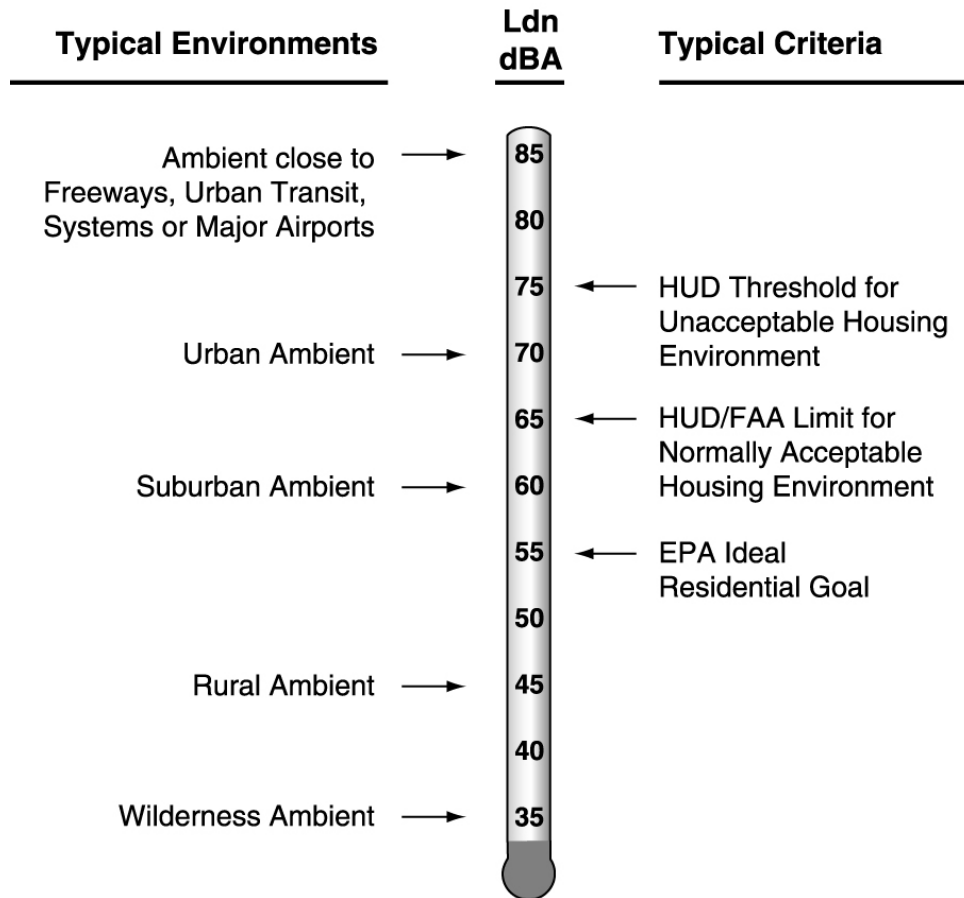 Typical Environments
Ldn
dBA
Typical Criteria
Ambient close to
Freeways, Urban Transit,
Systems or Major Airports
85
80
75
HUD Threshold for
Unacceptable Housing
Environment
Urban Ambient
70
65
HUD/FAA Limit for
Normally Acceptable
Housing Environment
Suburban Ambient
60
55
EPA Ideal
Residential Goal
50
Rural Ambient
45
40
Wilderness Ambient
35